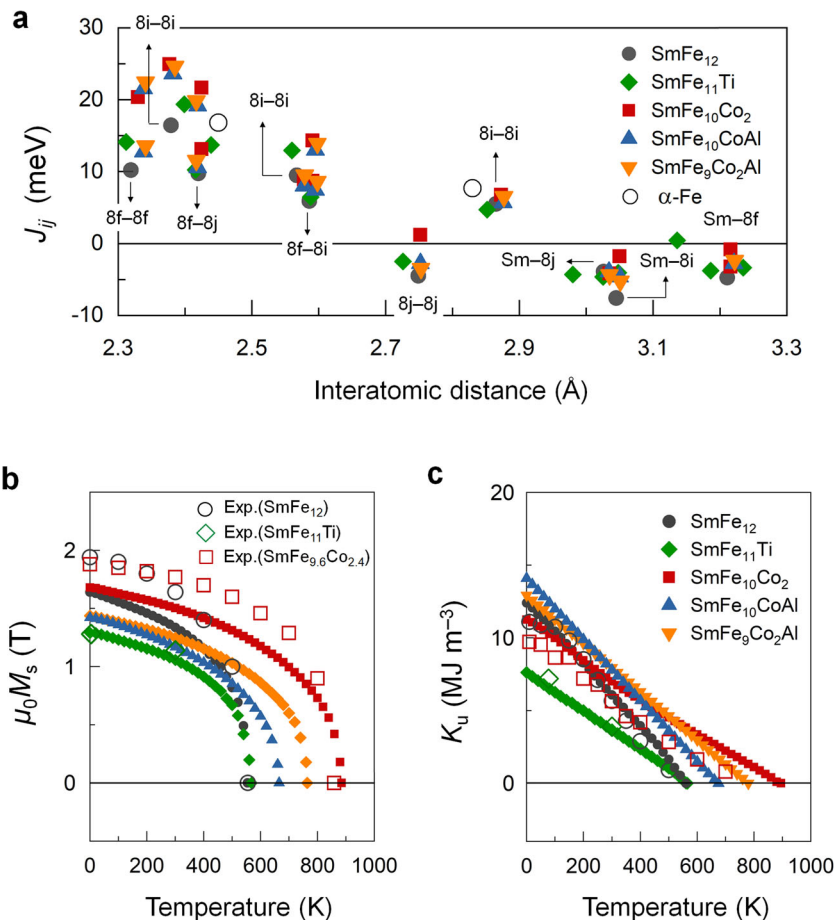 a
8i–8i
30
20
10
0
-10
J_ij (meV)
8i–8i
8i–8i
SmFe₁₂
SmFe₁₁Ti
SmFe₁₀Co₂
SmFe₁₀CoAl
SmFe₉Co₂Al
α-Fe
8f–8f
8f–8j
8f–8i
8j–8j
Sm–8j
Sm–8i
Sm–8f
2.3 2.5 2.7 2.9 3.1 3.3
Interatomic distance (Å)
b
μ₀Mₛ (T)
2
1
0
Exp.(SmFe₁₂)
Exp.(SmFe₁₁Ti)
Exp.(SmFe₉.₆Co₂.₄)
0 200 400 600 800 1000
Temperature (K)
c
Kᵤ (MJ m⁻³)
20
10
0
SmFe₁₂
SmFe₁₁Ti
SmFe₁₀Co₂
SmFe₁₀CoAl
SmFe₉Co₂Al
0 200 400 600 800 1000
Temperature (K)